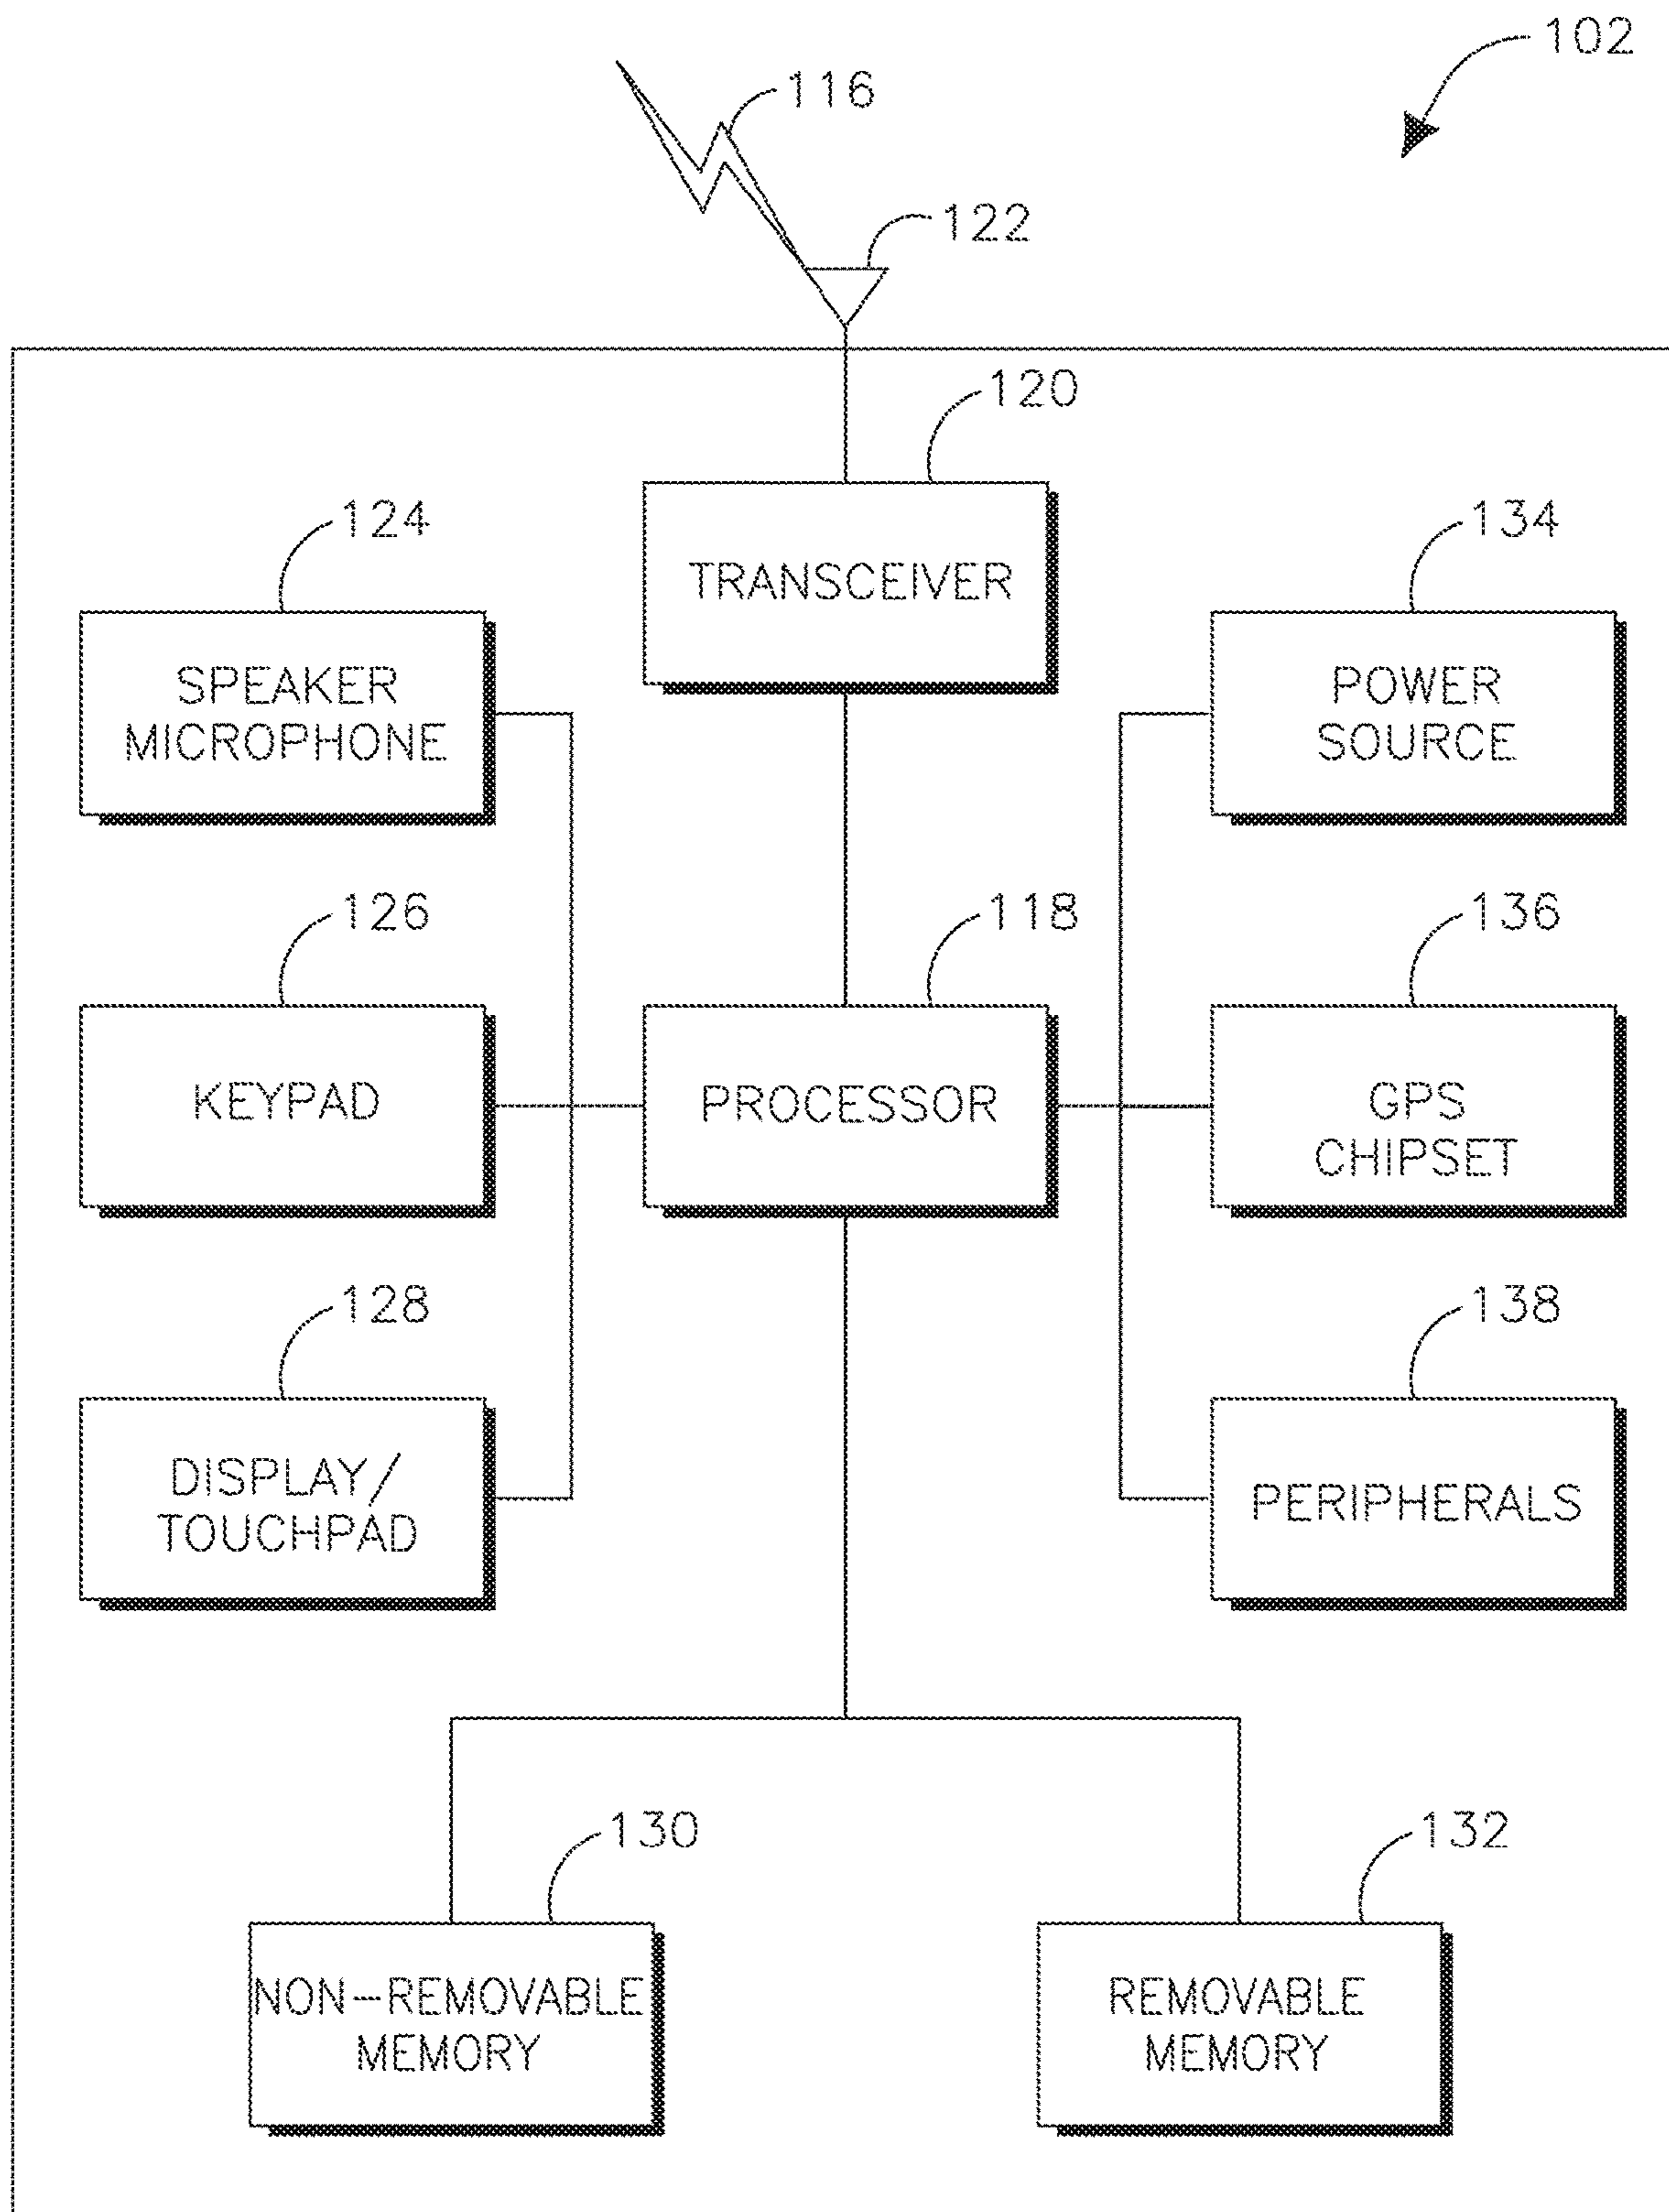 102
116
122
120
TRANSCEIVER
124
SPEAKER
MICROPHONE
134
POWER
SOURCE
126
KEYPAD
118
PROCESSOR
136
GPS
CHIPSET
128
DISPLAY/
TOUCHPAD
138
PERIPHERALS
130
NON-REMOVABLE
MEMORY
132
REMOVABLE
MEMORY